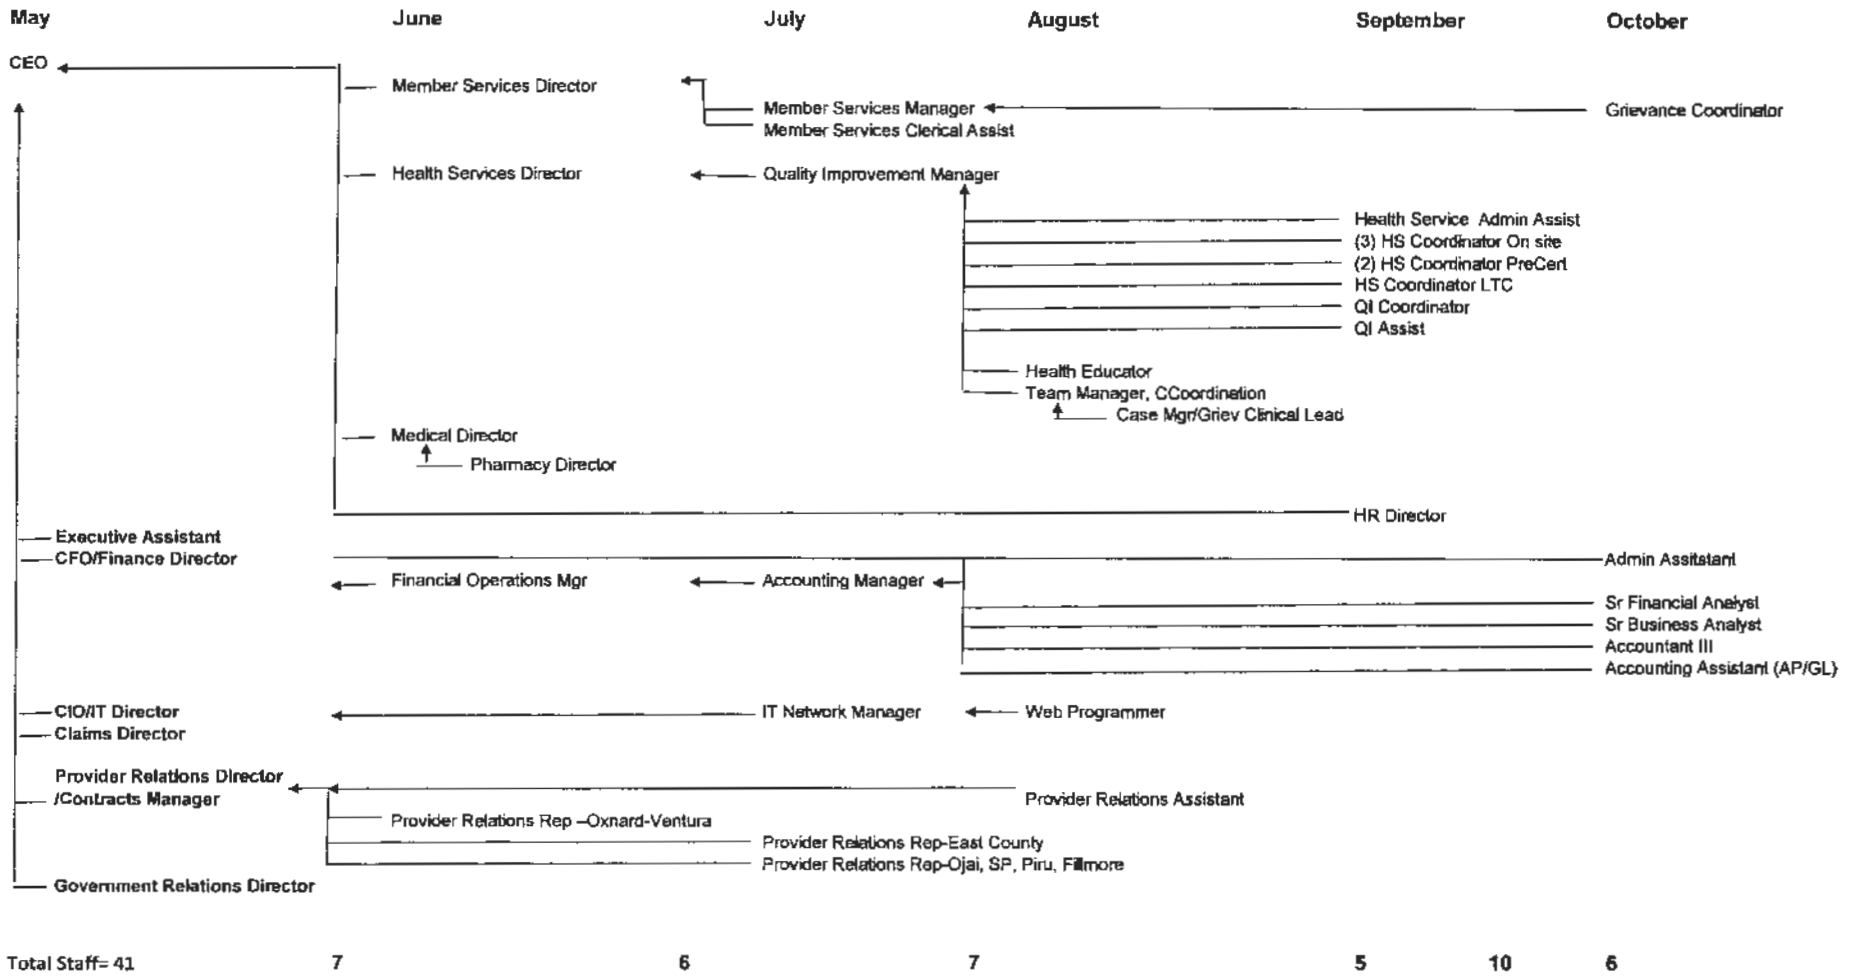 May June July August September October
CEO
Member Services Director
Member Services Manager Grievance Coordinator
Member Services Clerical Assist
Health Services Director Quality Improvement Manager
Health Service Admin Assist
(3) HS Coordinator On site
(2) HS Coordinator PreCert
HS Coordinator LTC
QI Coordinator
QI Assist
Health Educator
Team Manager, CCoordination
Case Mgr/Griev Clinical Lead
Medical Director
Pharmacy Director
HR Director
Executive Assistant
CFO/Finance Director Admin Assitstant
Financial Operations Mgr Accounting Manager
Sr Financial Analyst
Sr Business Analyst
Accountant III
Accounting Assistant (AP/GL)
CIO/IT Director IT Network Manager Web Programmer
Claims Director
Provider Relations Director
/Contracts Manager Provider Relations Assistant
Provider Relations Rep –Oxnard-Ventura
Provider Relations Rep-East County
Provider Relations Rep-Ojai, SP, Piru, Fillmore
Government Relations Director
Total Staff= 41 7 6 7 5 10 6